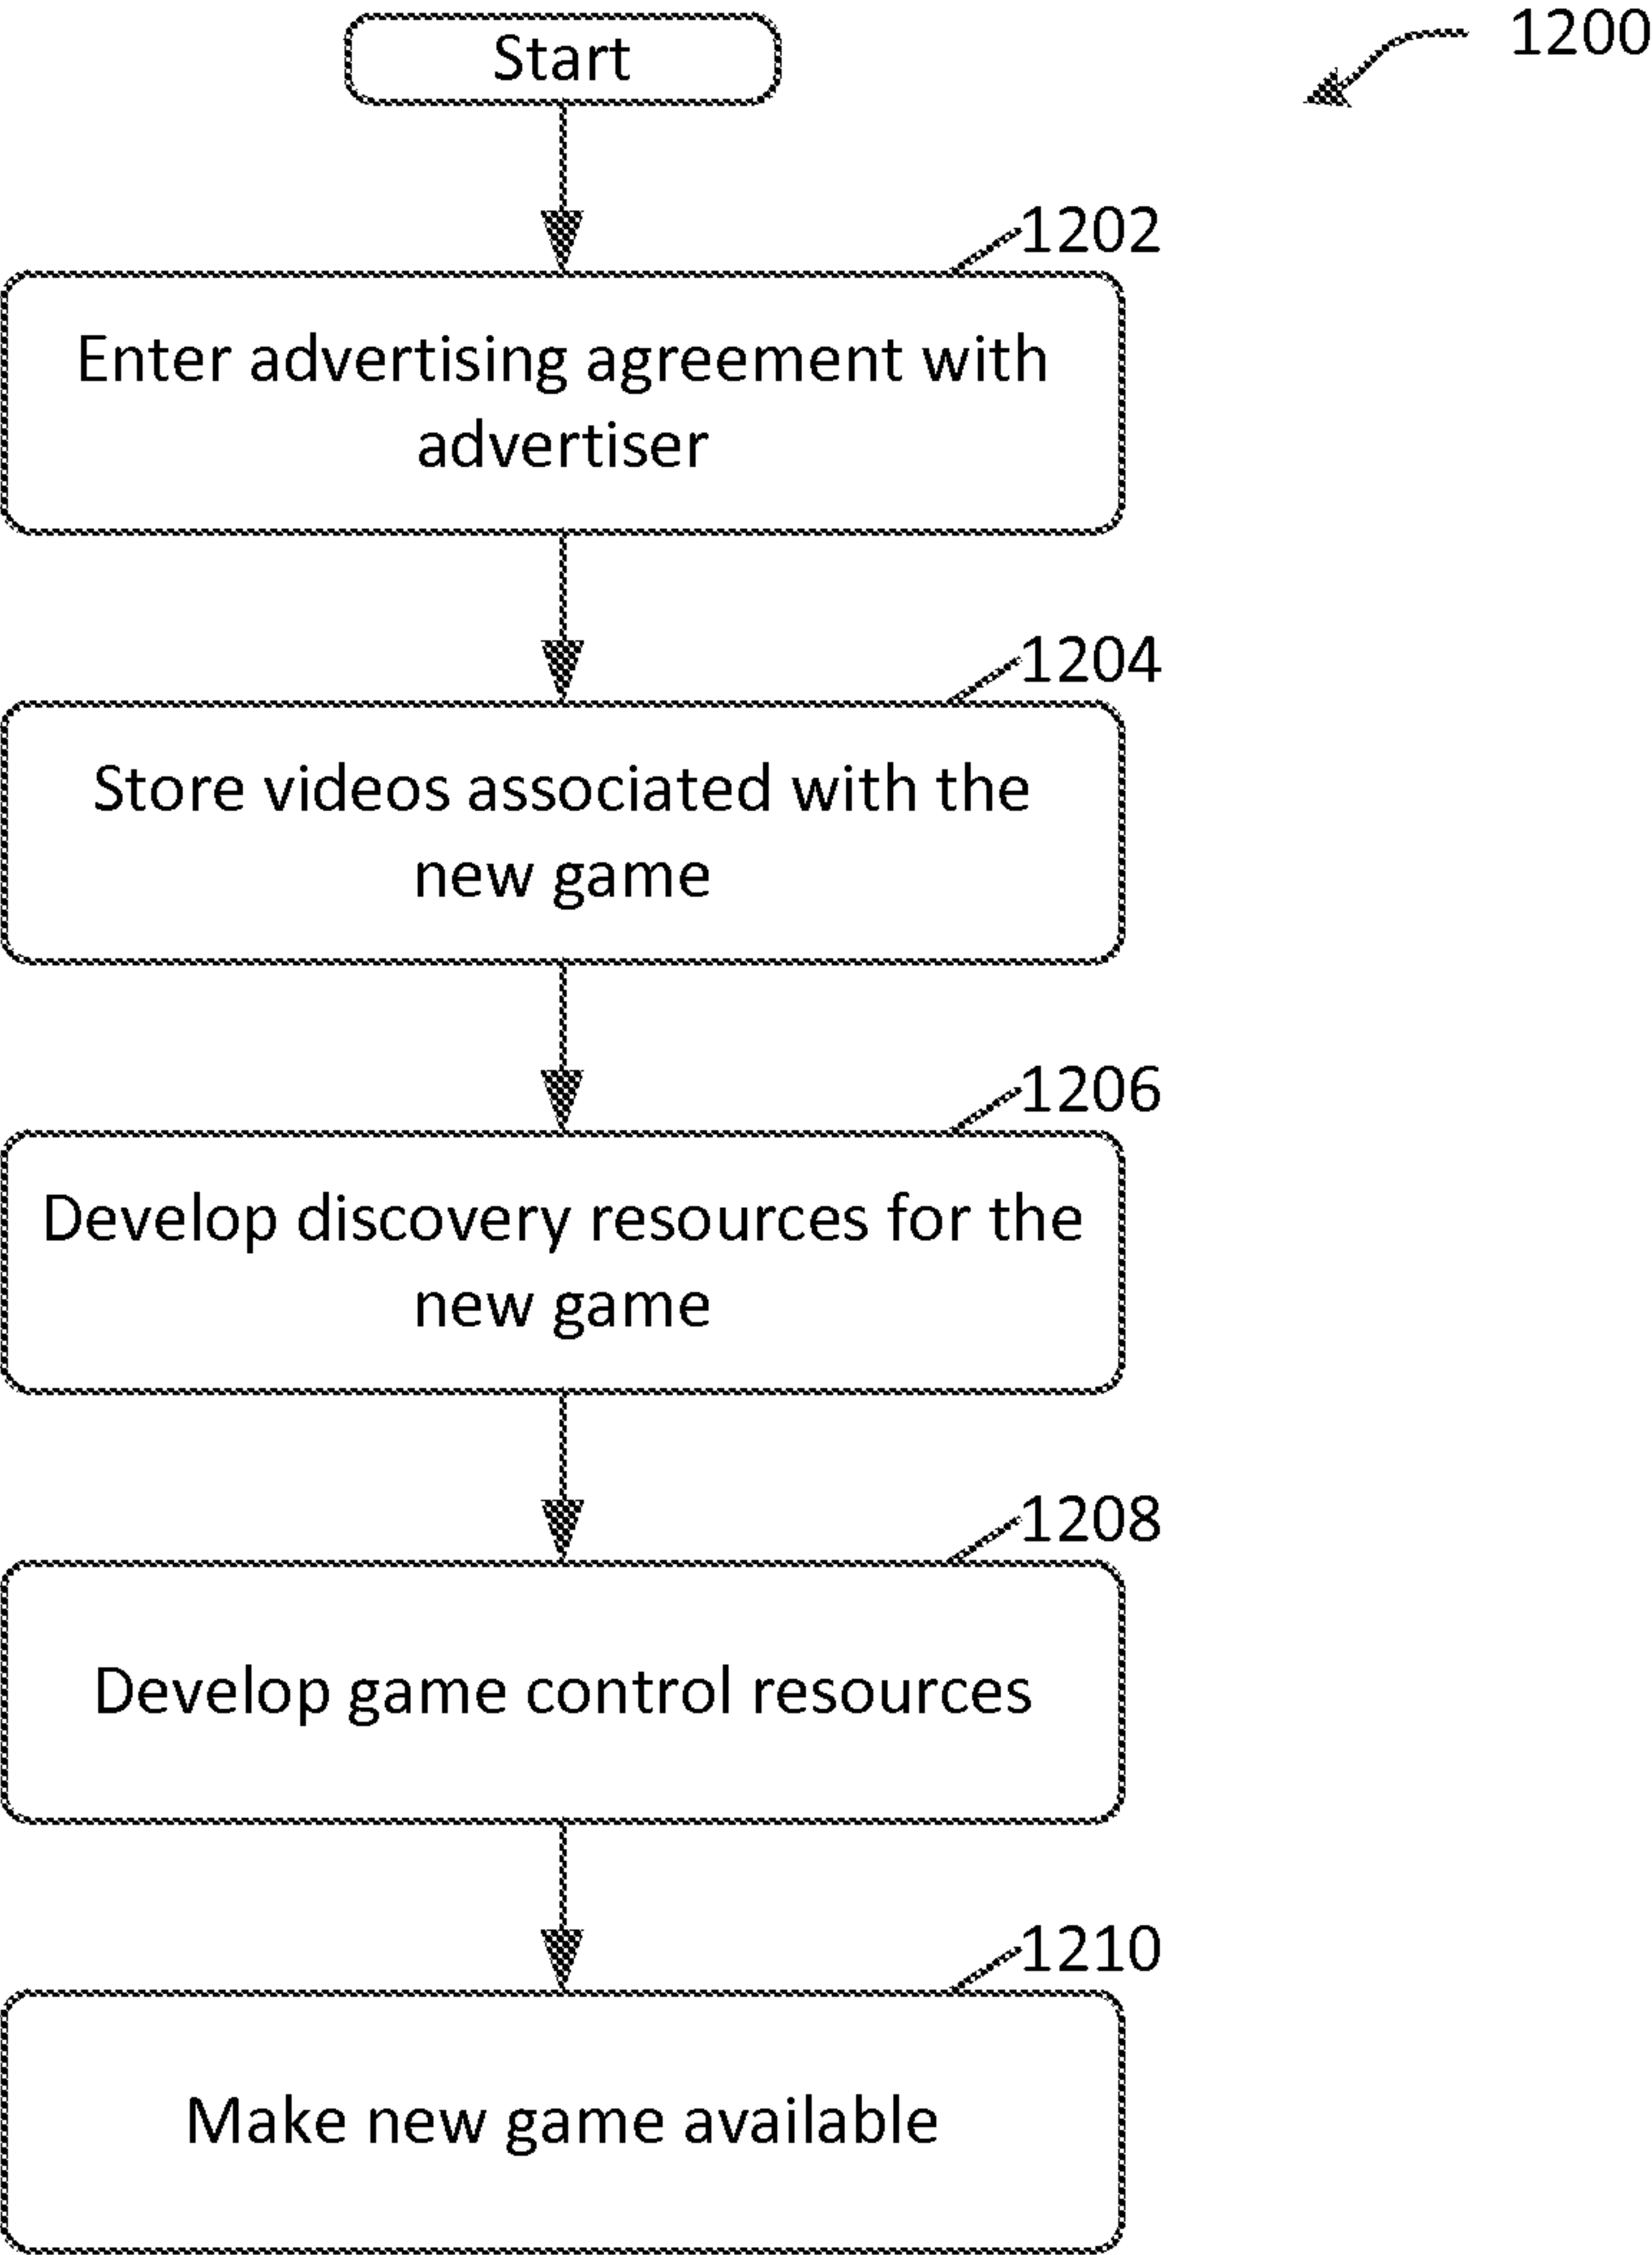 Start
1200
1202
Enter advertising agreement with
advertiser
1204
Store videos associated with the
new game
1206
Develop discovery resources for the
new game
1208
Develop game control resources
1210
Make new game available